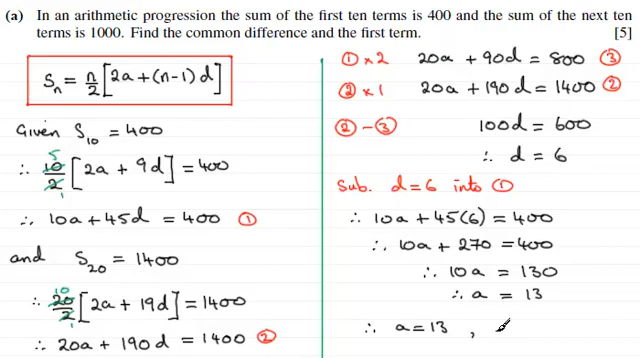 (a) In an arithmetic progression the sum of the first ten terms is 400 and the sum of the next ten
terms is 1000. Find the common difference and the first term. [5]
Sₙ = n/2 [2a + (n-1) d]
Given S₁₀ = 400
∴ 10/2 [2a + 9d] = 400
5
1
∴ 10a + 45d = 400 ①
and S₂₀ = 1400
∴ 20/2 [2a + 19d] = 1400
10
1
∴ 20a + 190d = 1400 ②
① × 2 20a + 90d = 800 ③
② × 1 20a + 190d = 1400 ②
② - ③ 100d = 600
∴ d = 6
Sub. d = 6 into ①
∴ 10a + 45(6) = 400
∴ 10a + 270 = 400
∴ 10a = 130
∴ a = 13
∴ a = 13 ,